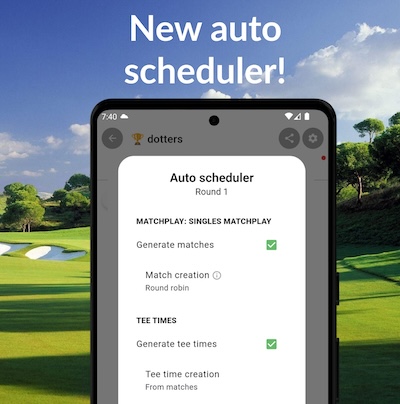 New auto
scheduler!
7:40
dotters
Auto scheduler
Round 1
MATCHPLAY: SINGLES MATCHPLAY
Generate matches
Match creation
Round robin
TEE TIMES
Generate tee times
Tee time creation
From matches